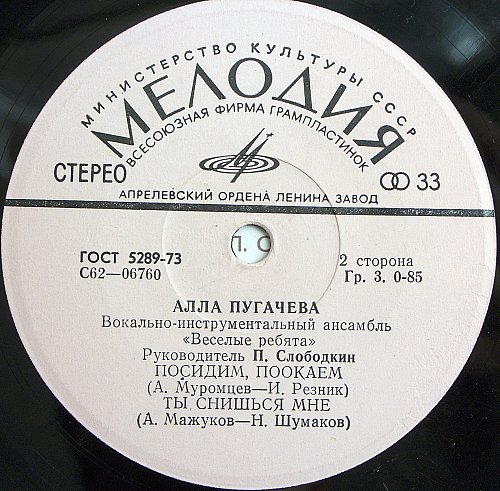 МИНИСТЕРСТВО КУЛЬТУРЫ СССР
МЕЛОДИЯ
ВСЕСОЮЗНАЯ ФИРМА ГРАМПЛАСТИНОК
СТЕРЕО
33
АПРЕЛЕВСКИЙ ОРДЕНА ЛЕНИНА ЗАВОД
ГОСТ 5289-73
С62—06760
Л. О
2 сторона
Гр. 3. 0-85
АЛЛА ПУГАЧЕВА
Вокально-инструментальный ансамбль
«Веселые ребята»
Руководитель П. Слободкин
ПОСИДИМ, ПООКАЕМ
(А. Муромцев—И. Резник)
ТЫ СНИШЬСЯ МНЕ
(А. Мажуков—Н. Шумаков)